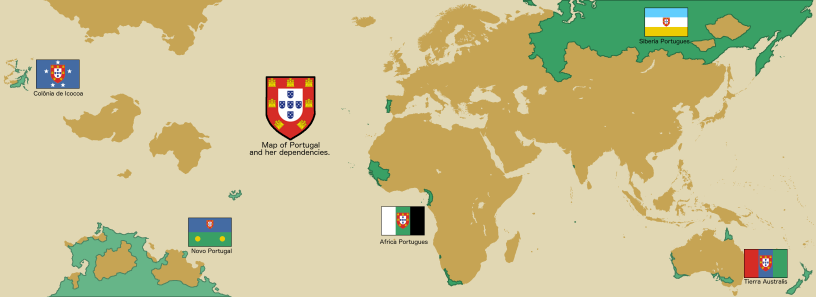 Siberia Portugues
Colônia de Icocoa
Map of Portugal
and her dependencies.
Africa Portugues
Novo Portugal
Tierra Australis